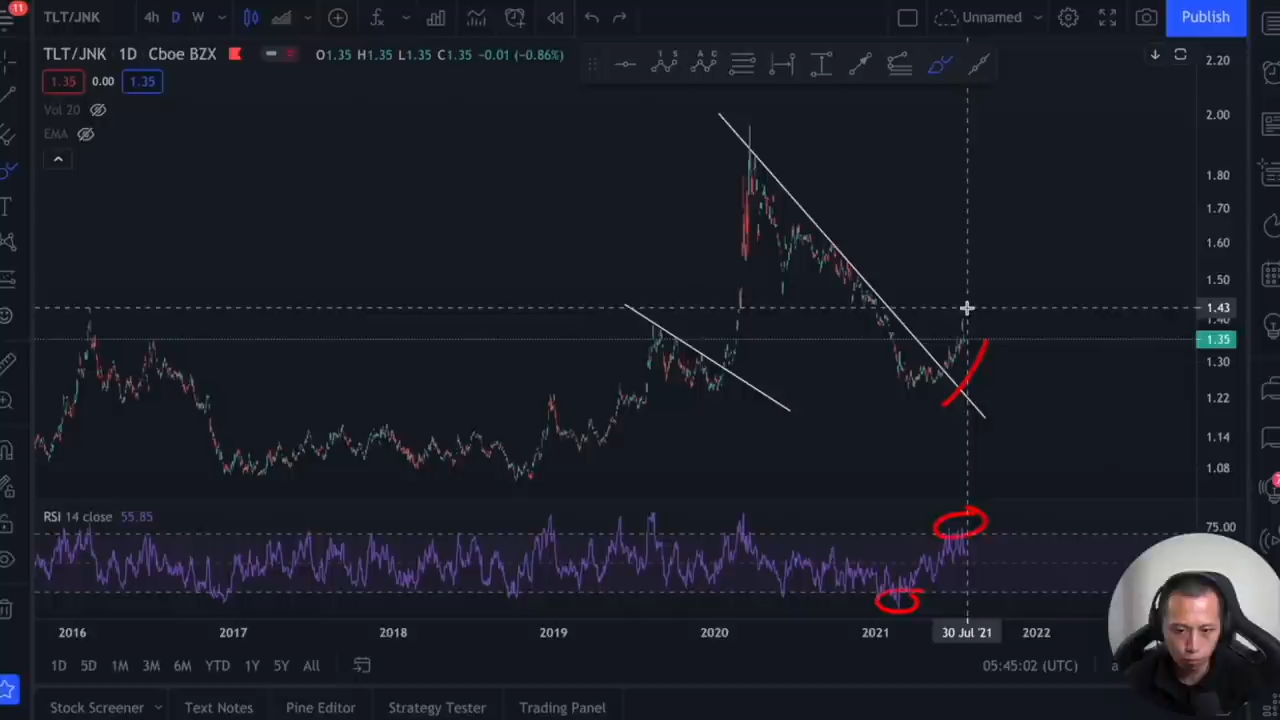 11
TLT/JNK
4h
D
W
Unnamed
Publish
TLT/JNK 1D Cboe BZX
O1.35 H1.35 L1.35 C1.35 −0.01 (−0.86%)
1.35 0.00 1.35
Vol 20
EMA
2.20
2.00
1.80
1.70
1.60
1.50
1.43
1.40
1.35
1.30
1.22
1.14
1.08
RSI 14 close 55.85
75.00
2016
2017
2018
2019
2020
2021
30 Jul '21
2022
1D 5D 1M 3M 6M YTD 1Y 5Y All
05:45:02 (UTC)
Stock Screener
Text Notes
Pine Editor
Strategy Tester
Trading Panel